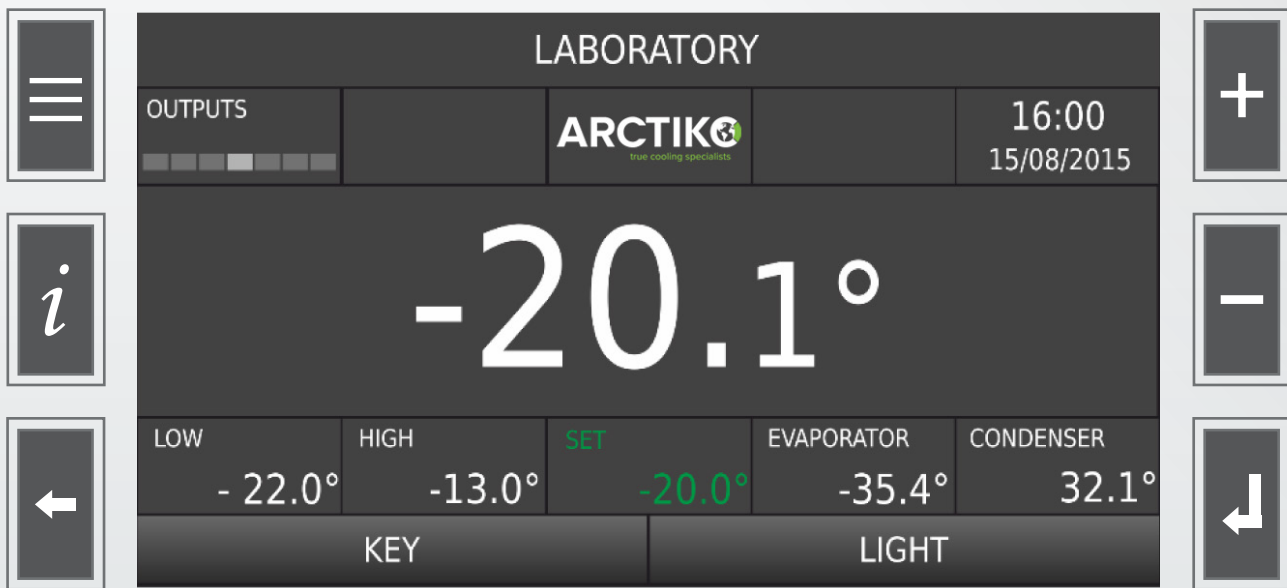 LABORATORY
OUTPUTS
ARCTIKO
true cooling specialists
16:00
15/08/2015
i
-20.1°
LOW
HIGH
SET
EVAPORATOR
CONDENSER
- 22.0°
-13.0°
-20.0°
-35.4°
32.1°
KEY
LIGHT